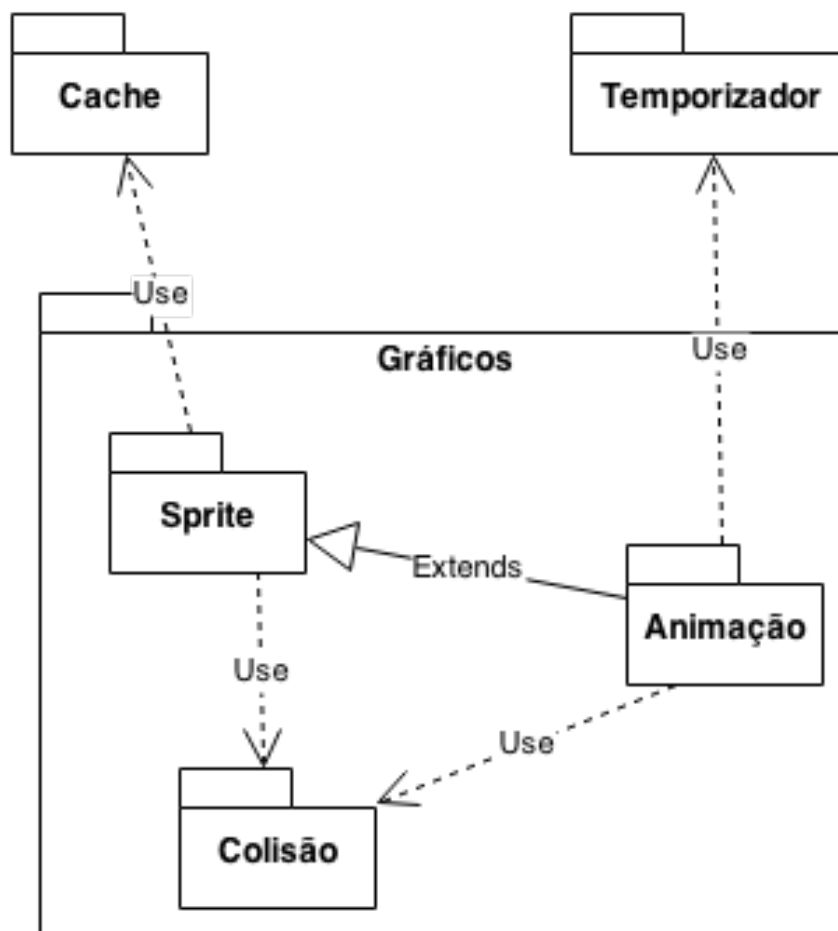 Cache
Temporizador
Use
Gráficos
Use
Sprite
Extends
Animação
Use
Use
Colisão